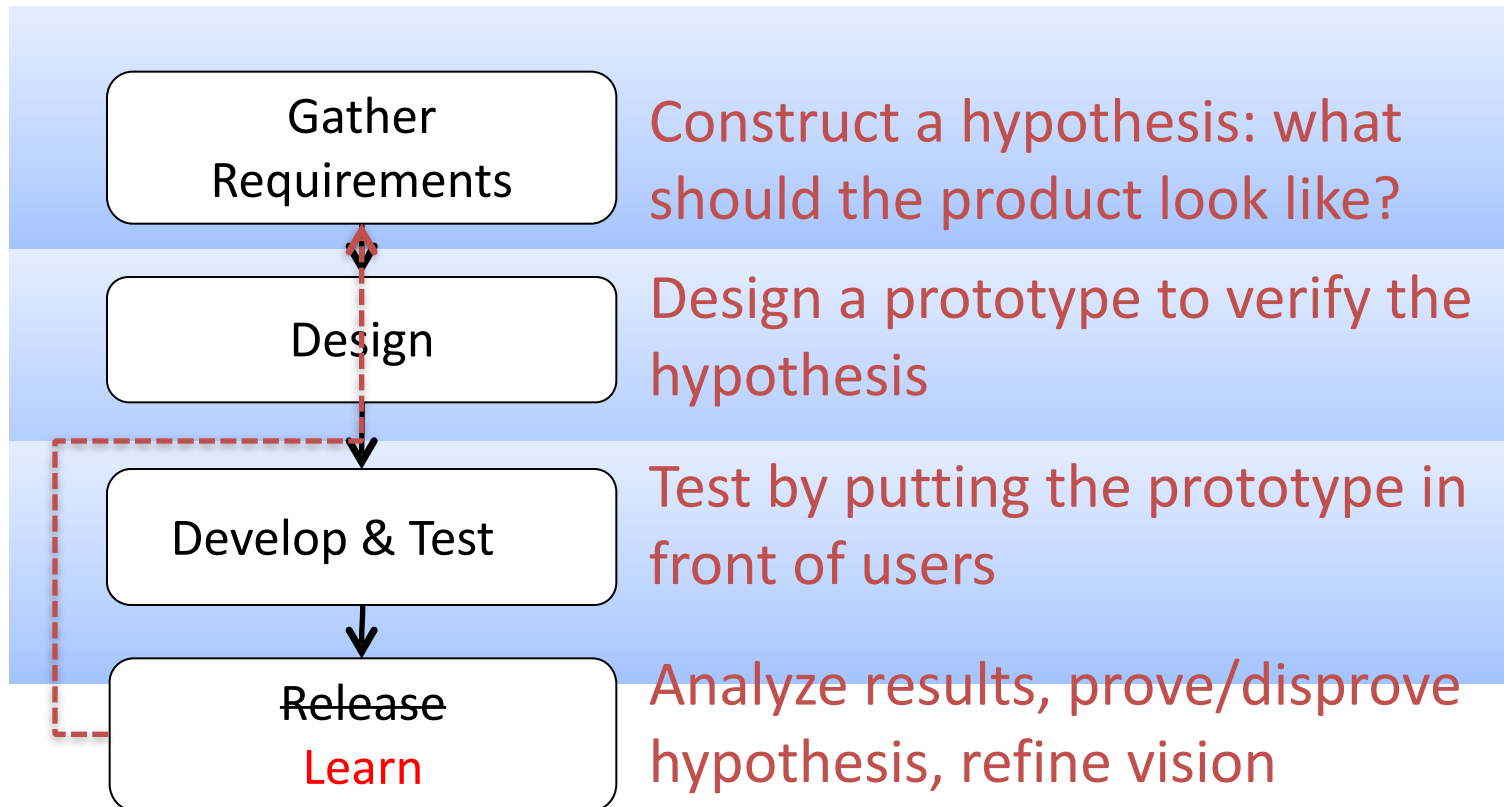 Gather
Requirements
Construct a hypothesis: what
should the product look like?
Design
Design a prototype to verify the
hypothesis
Develop & Test
Test by putting the prototype in
front of users
Release
Learn
Analyze results, prove/disprove
hypothesis, refine vision